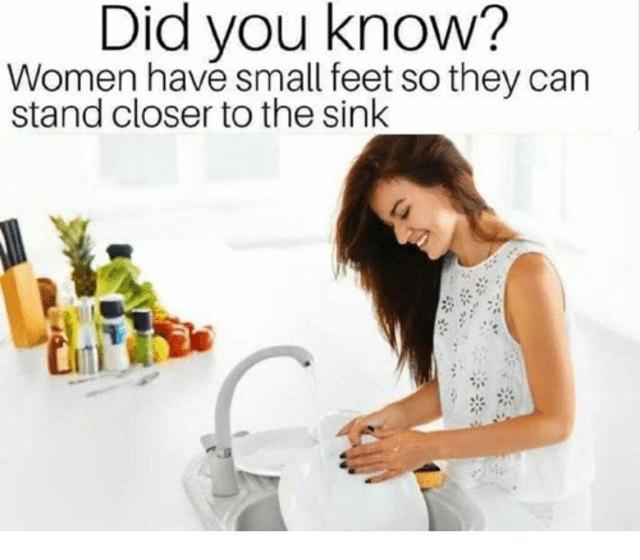 Did you know?
Women have small feet so they can
stand closer to the sink